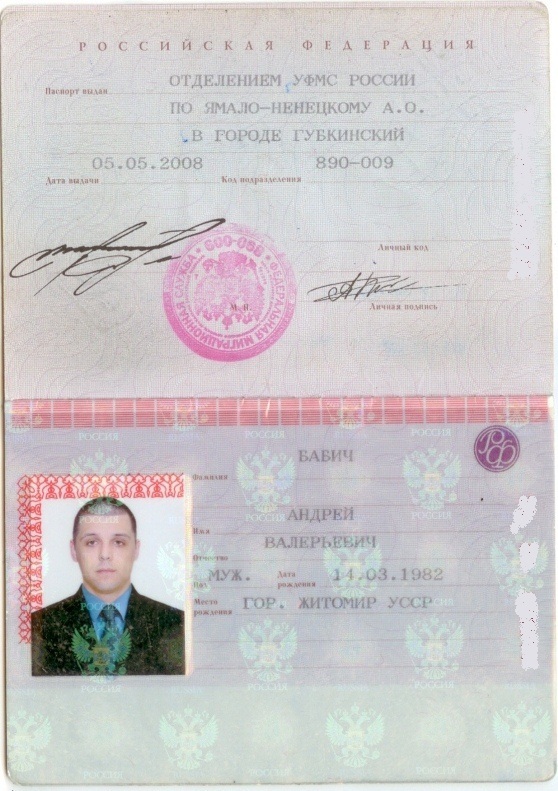 РОССИЙСКАЯ ФЕДЕРАЦИЯ
Паспорт выдан ОТДЕЛЕНИЕМ УФМС РОССИИ
ПО ЯМАЛО-НЕНЕЦКОМУ А.О.
В ГОРОДЕ ГУБКИНСКИЙ
05.05.2008 890-009
Дата выдачи Код подразделения
Личный код
ФЕДЕРАЛЬНАЯ МИГРАЦИОННАЯ СЛУЖБА
М. П.
Личная подпись
РОССИЯ РОССИЯ РОССИЯ
РФ
БАБИЧ
Фамилия
АНДРЕЙ
Имя
ВАЛЕРЬЕВИЧ
Отчество
Пол МУЖ. Дата рождения 14.03.1982
Место рождения ГОР. ЖИТОМИР УССР
РОССИЯ РОССИЯ РОССИЯ